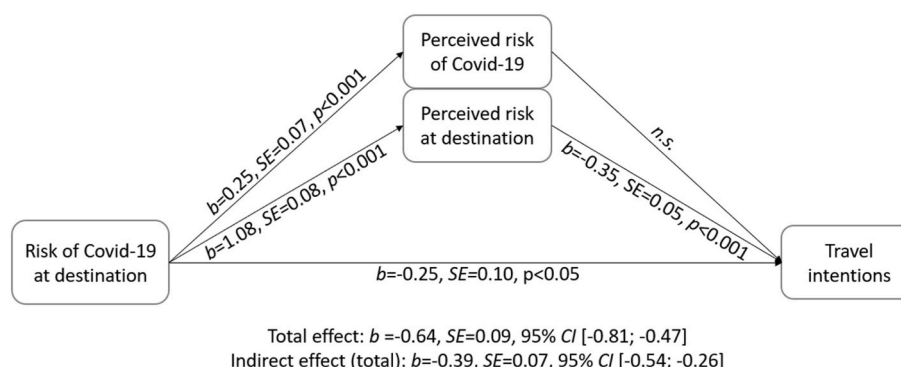 Perceived risk
of Covid-19
Perceived risk
at destination
b=0.25, SE=0.07, p<0.001
b=1.08, SE=0.08, p<0.001
n.s.
b=-0.35, SE=0.05, p<0.001
Risk of Covid-19
at destination
b=-0.25, SE=0.10, p<0.05
Travel
intentions
Total effect: b =-0.64, SE=0.09, 95% CI [-0.81; -0.47]
Indirect effect (total): b=-0.39, SE=0.07, 95% CI [-0.54; -0.26]